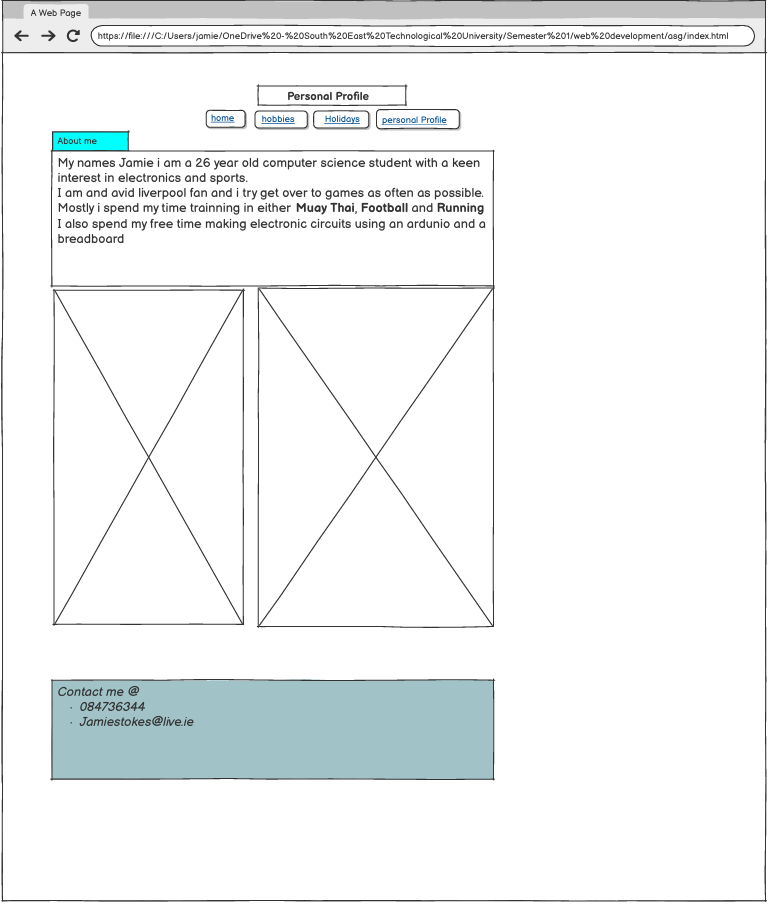 A Web Page
https://file:///C:/Users/jamie/OneDrive%20-%20South%20East%20Technological%20University/Semester%201/web%20development/asg/index.html
Personal Profile
home hobbies Holidays personal Profile
About me
My names Jamie i am a 26 year old computer science student with a keen
interest in electronics and sports.
I am and avid liverpool fan and i try get over to games as often as possible.
Mostly i spend my time trainning in either Muay Thai, Football and Running
I also spend my free time making electronic circuits using an ardunio and a
breadboard
Contact me @
· 084736344
· Jamiestokes@live.ie